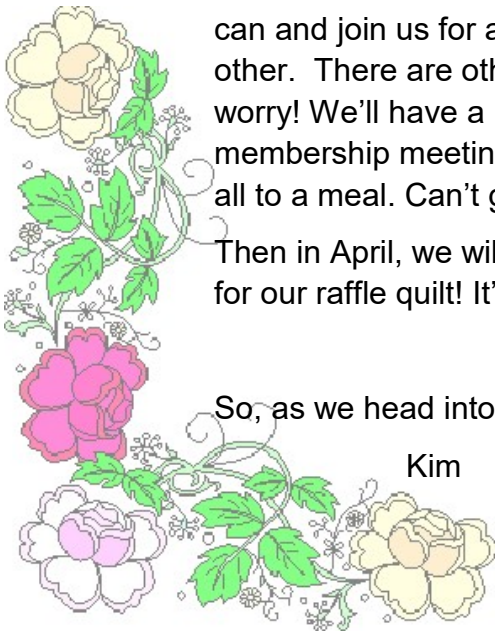 can and join us for a
other.  There are oth
worry! We’ll have a
membership meetin
all to a meal. Can’t g
Then in April, we wil
for our raffle quilt! It’
So, as we head into
Kim